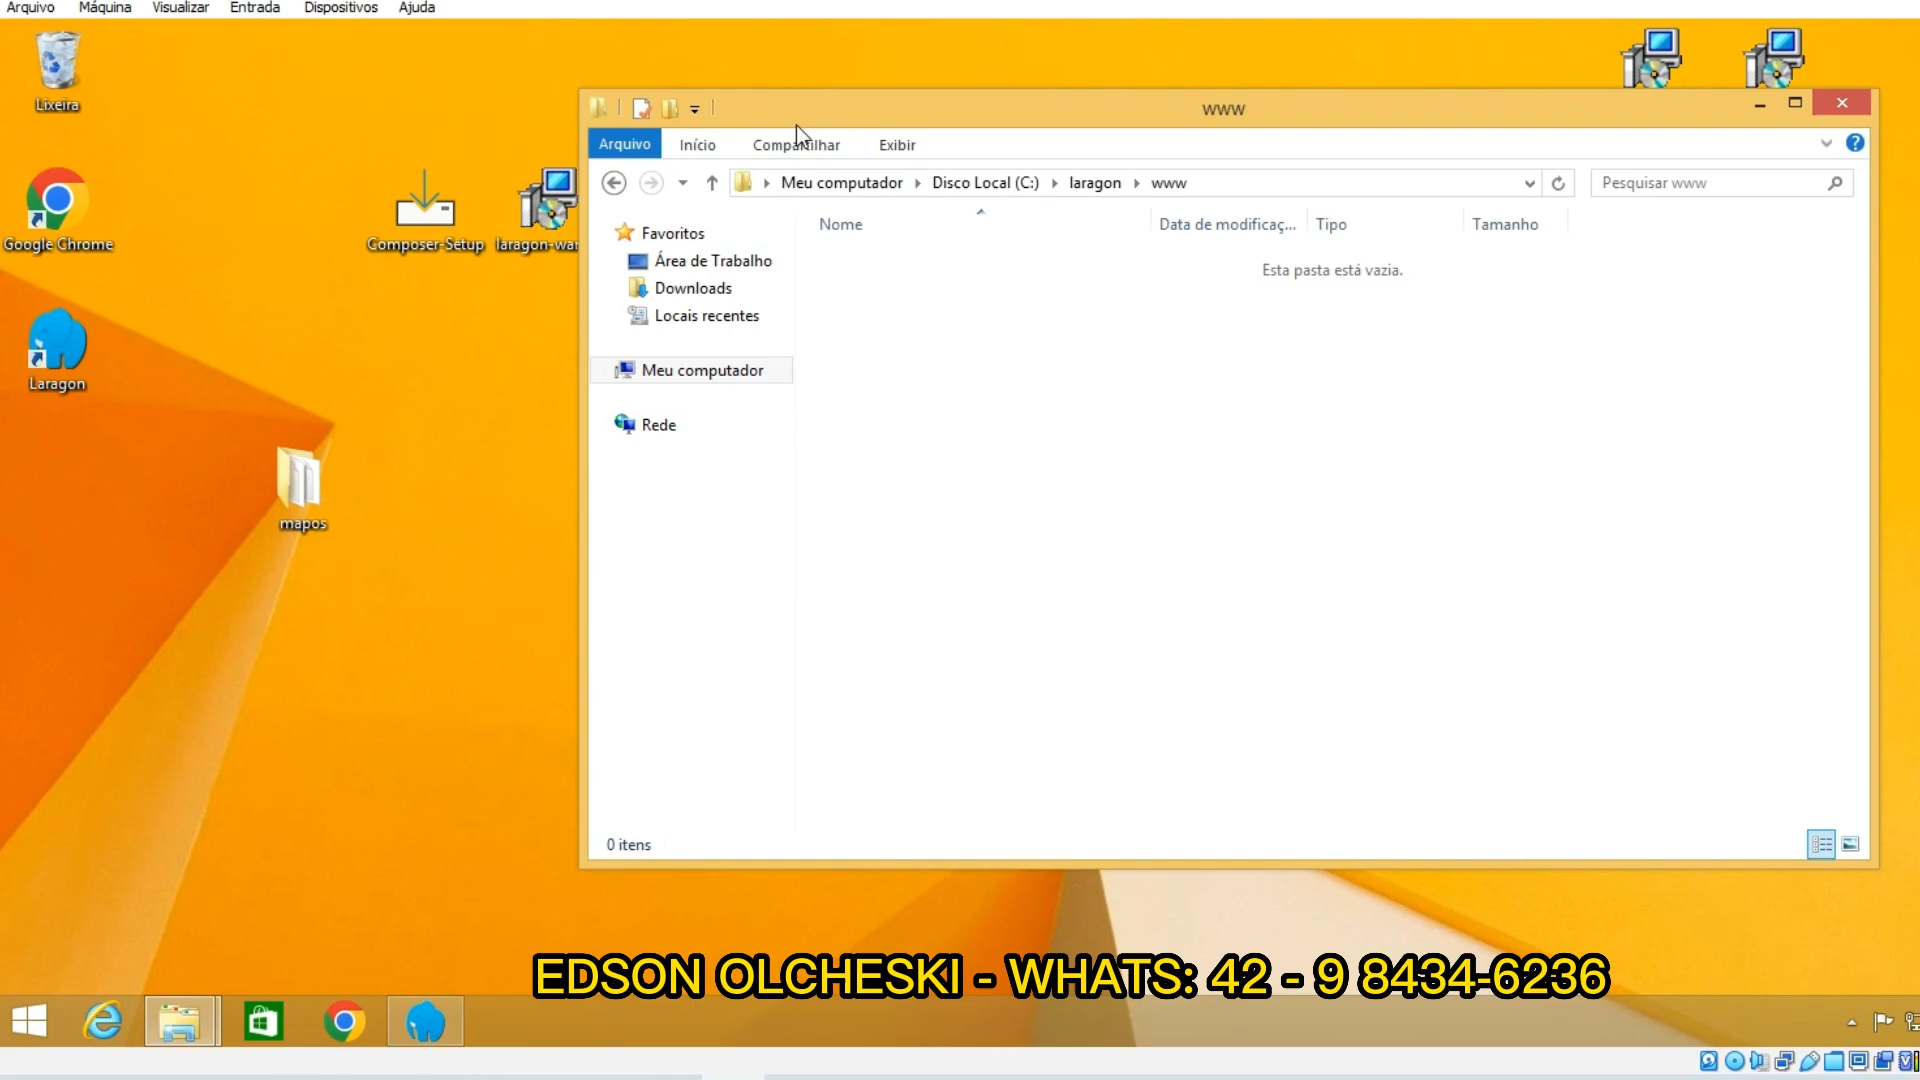 Arquivo Máquina Visualizar Entrada Dispositivos Ajuda
Lixeira
Google Chrome
Laragon
Composer-Setup
laragon-wam
mapos
www
Arquivo Início Compartilhar Exibir
Meu computador Disco Local (C:) laragon www
Pesquisar www
Nome Data de modificaç... Tipo Tamanho
Esta pasta está vazia.
Favoritos
Área de Trabalho
Downloads
Locais recentes
Meu computador
Rede
0 itens
EDSON OLCHESKI - WHATS: 42 - 9 8434-6236